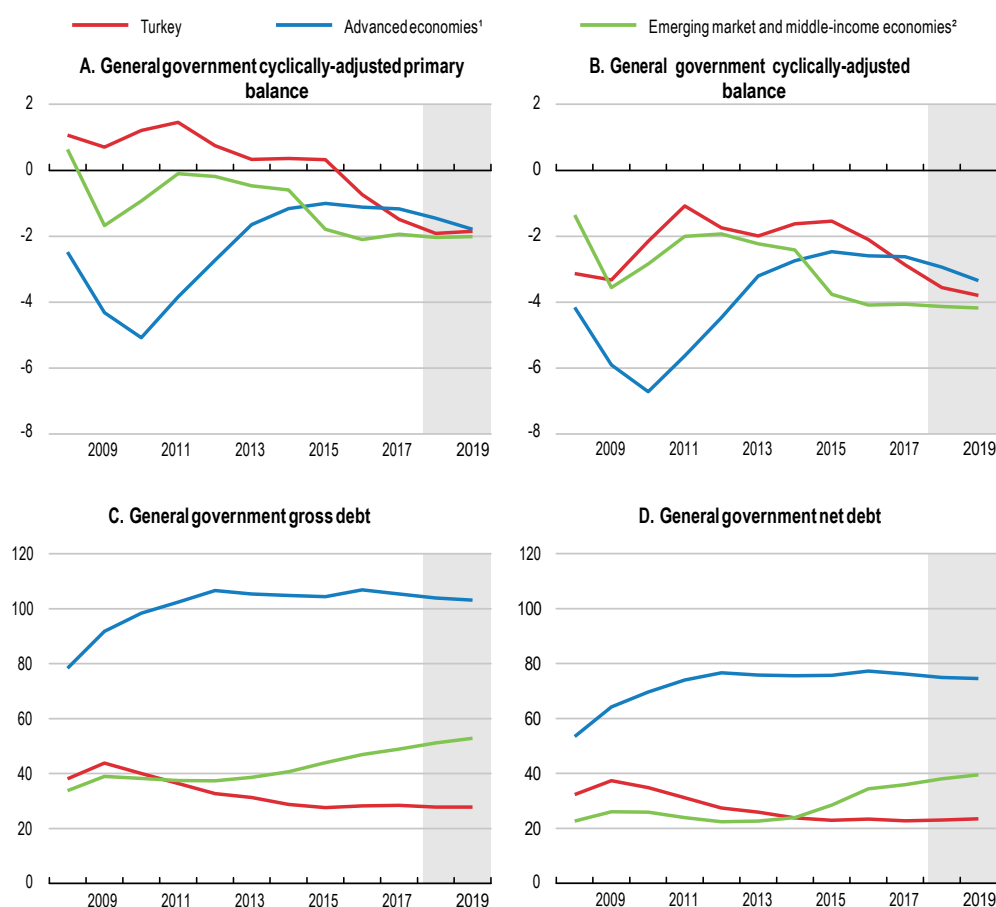 Turkey
Advanced economies¹
Emerging market and middle-income economies²
A. General government cyclically-adjusted primary
balance
2
0
-2
-4
-6
-8
2009 2011 2013 2015 2017 2019
B. General government cyclically-adjusted
balance
2
0
-2
-4
-6
-8
2009 2011 2013 2015 2017 2019
C. General government gross debt
120
100
80
60
40
20
0
2009 2011 2013 2015 2017 2019
D. General government net debt
120
100
80
60
40
20
0
2009 2011 2013 2015 2017 2019